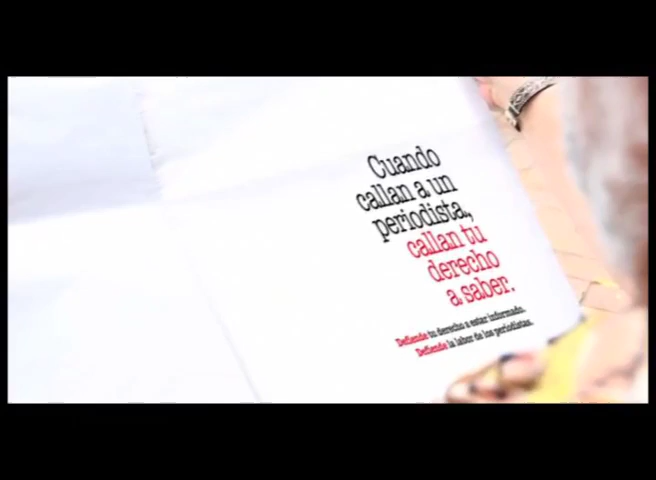 Cuando
callan a un
periodista,
callan tu
derecho
a saber.
Defiende tu derecho a estar informado.
Defiende la labor de los periodistas.